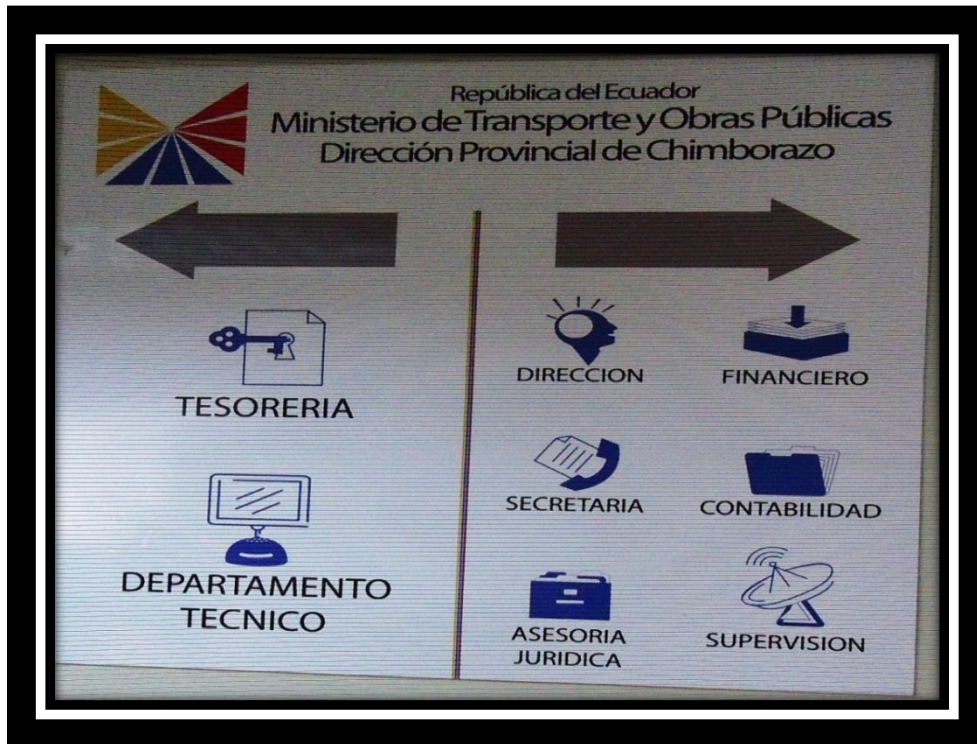 República del Ecuador
Ministerio de Transporte y Obras Públicas
Dirección Provincial de Chimborazo
TESORERIA
DEPARTAMENTO
TECNICO
DIRECCION
FINANCIERO
SECRETARIA
CONTABILIDAD
ASESORIA
JURIDICA
SUPERVISION